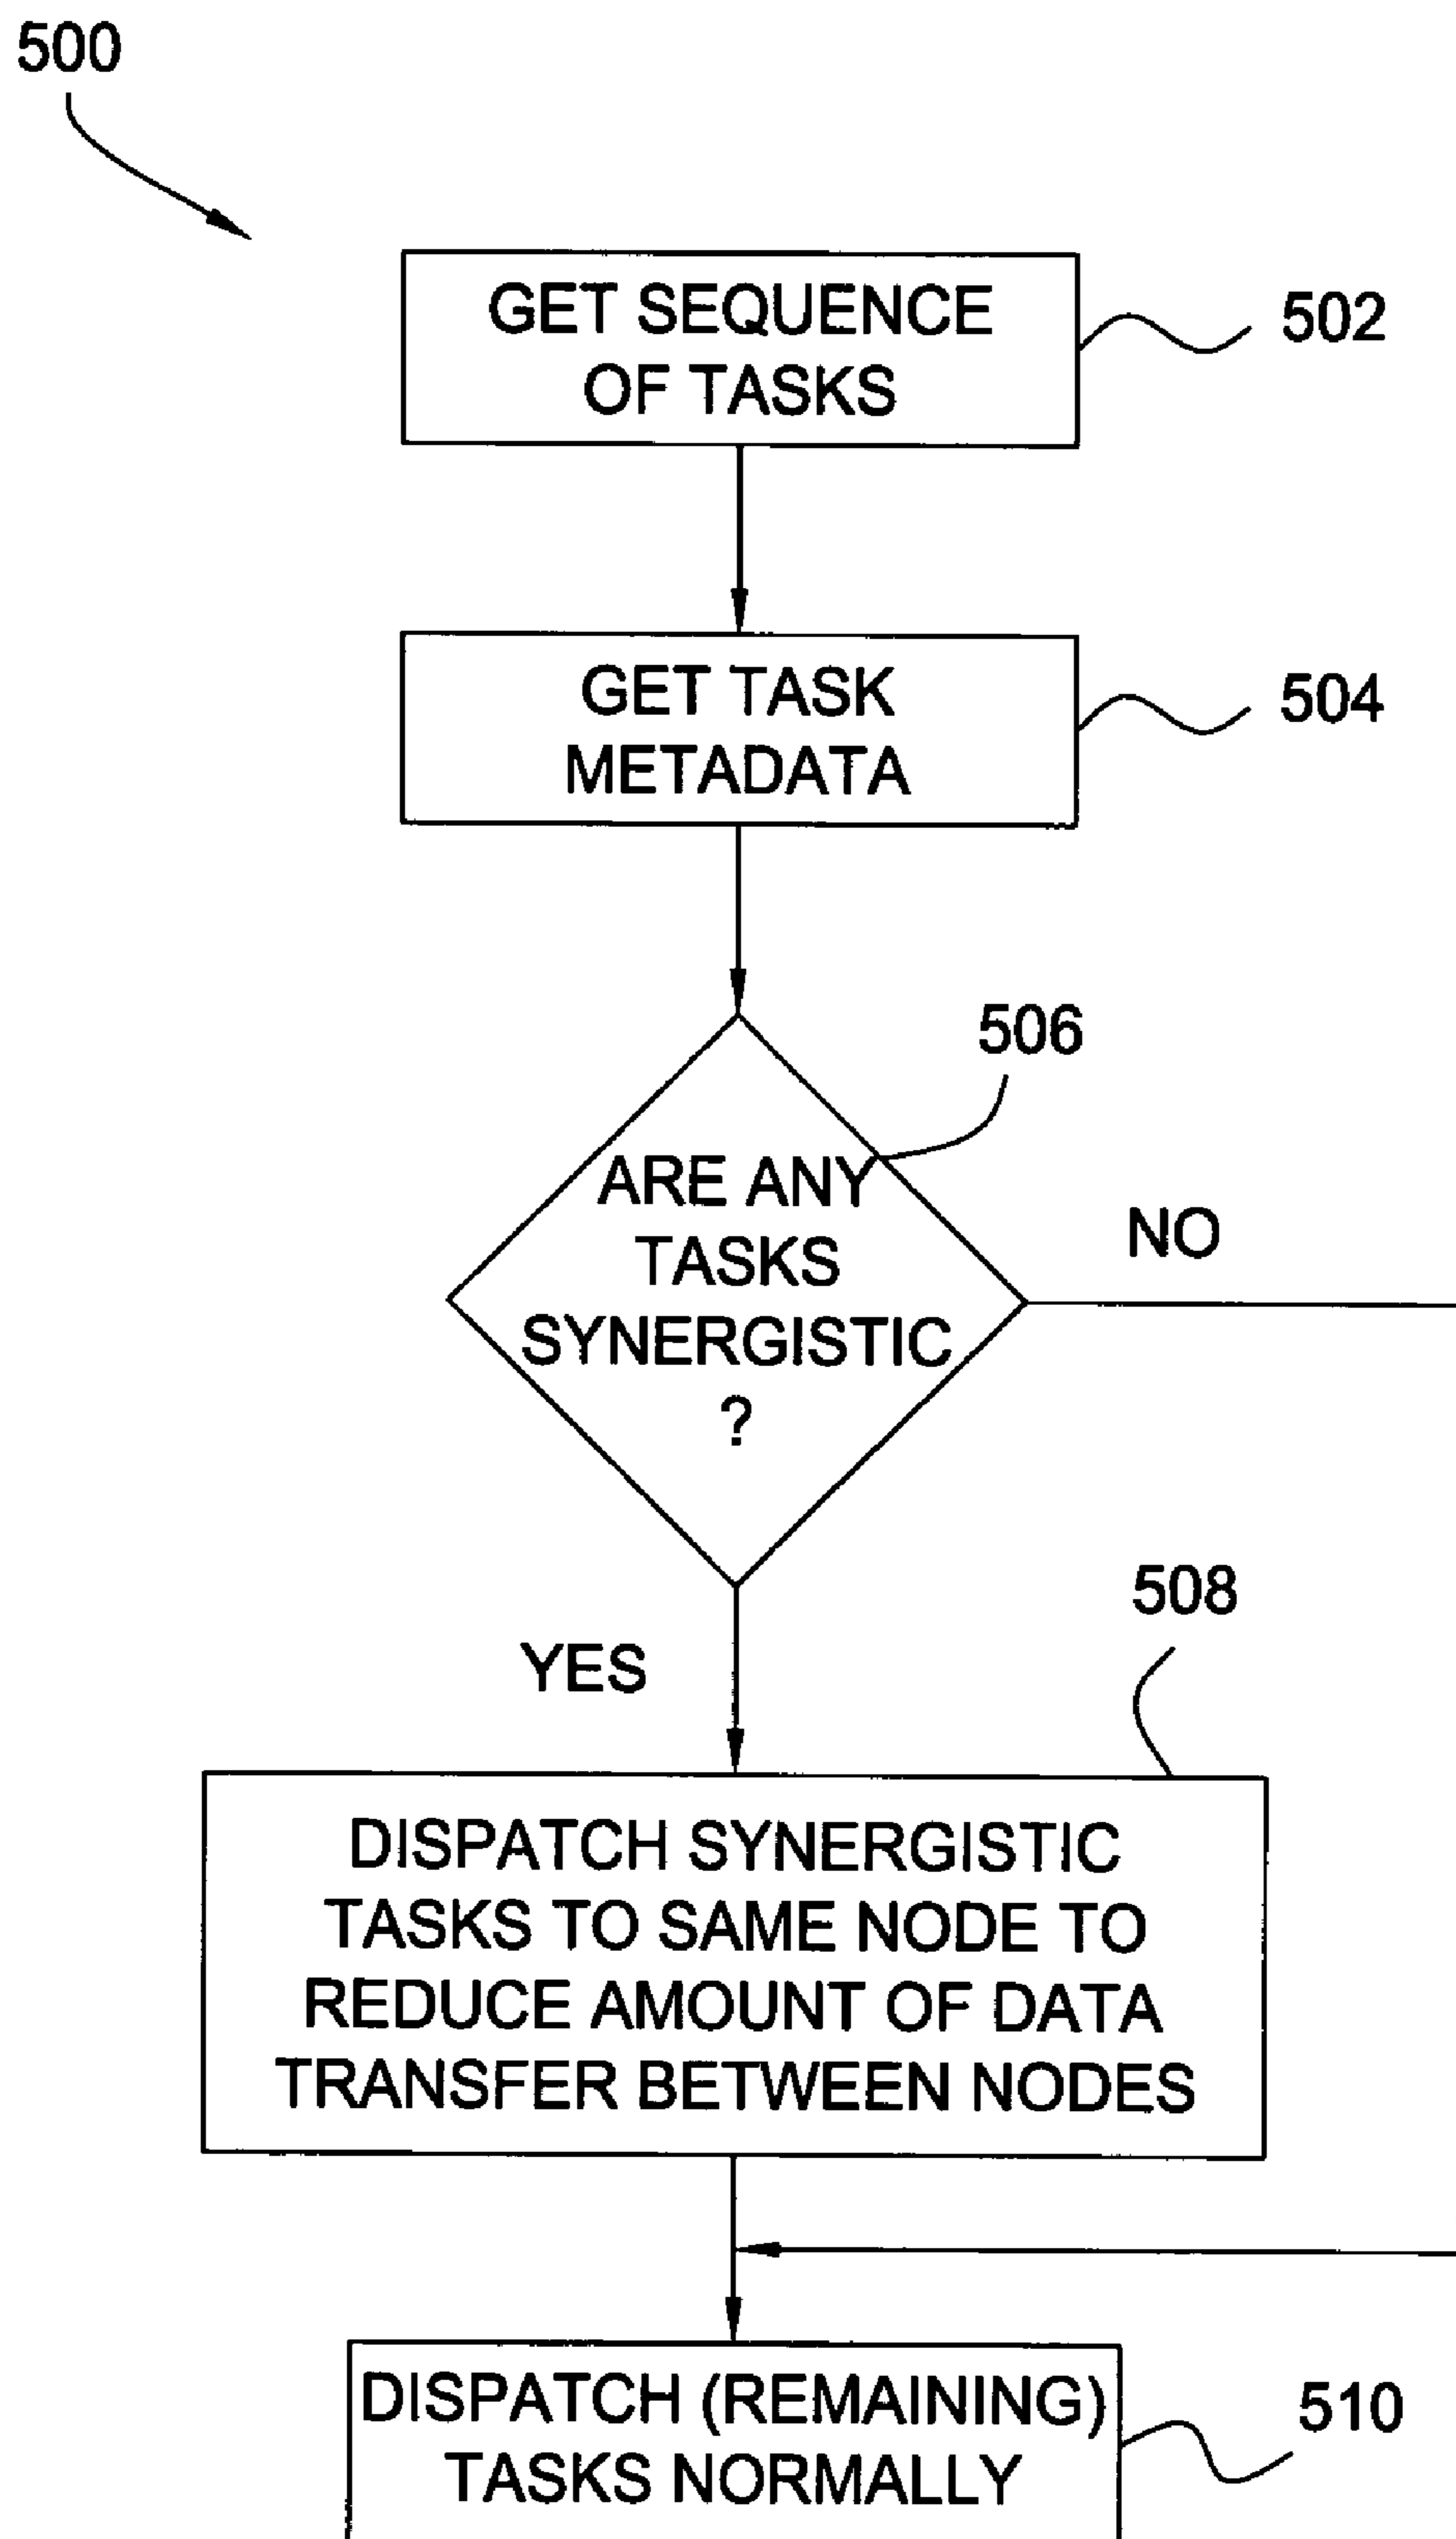 500
GET SEQUENCE
OF TASKS
502
GET TASK
METADATA
504
506
ARE ANY
TASKS
SYNERGISTIC
?
NO
YES
508
DISPATCH SYNERGISTIC
TASKS TO SAME NODE TO
REDUCE AMOUNT OF DATA
TRANSFER BETWEEN NODES
DISPATCH (REMAINING)
TASKS NORMALLY
510